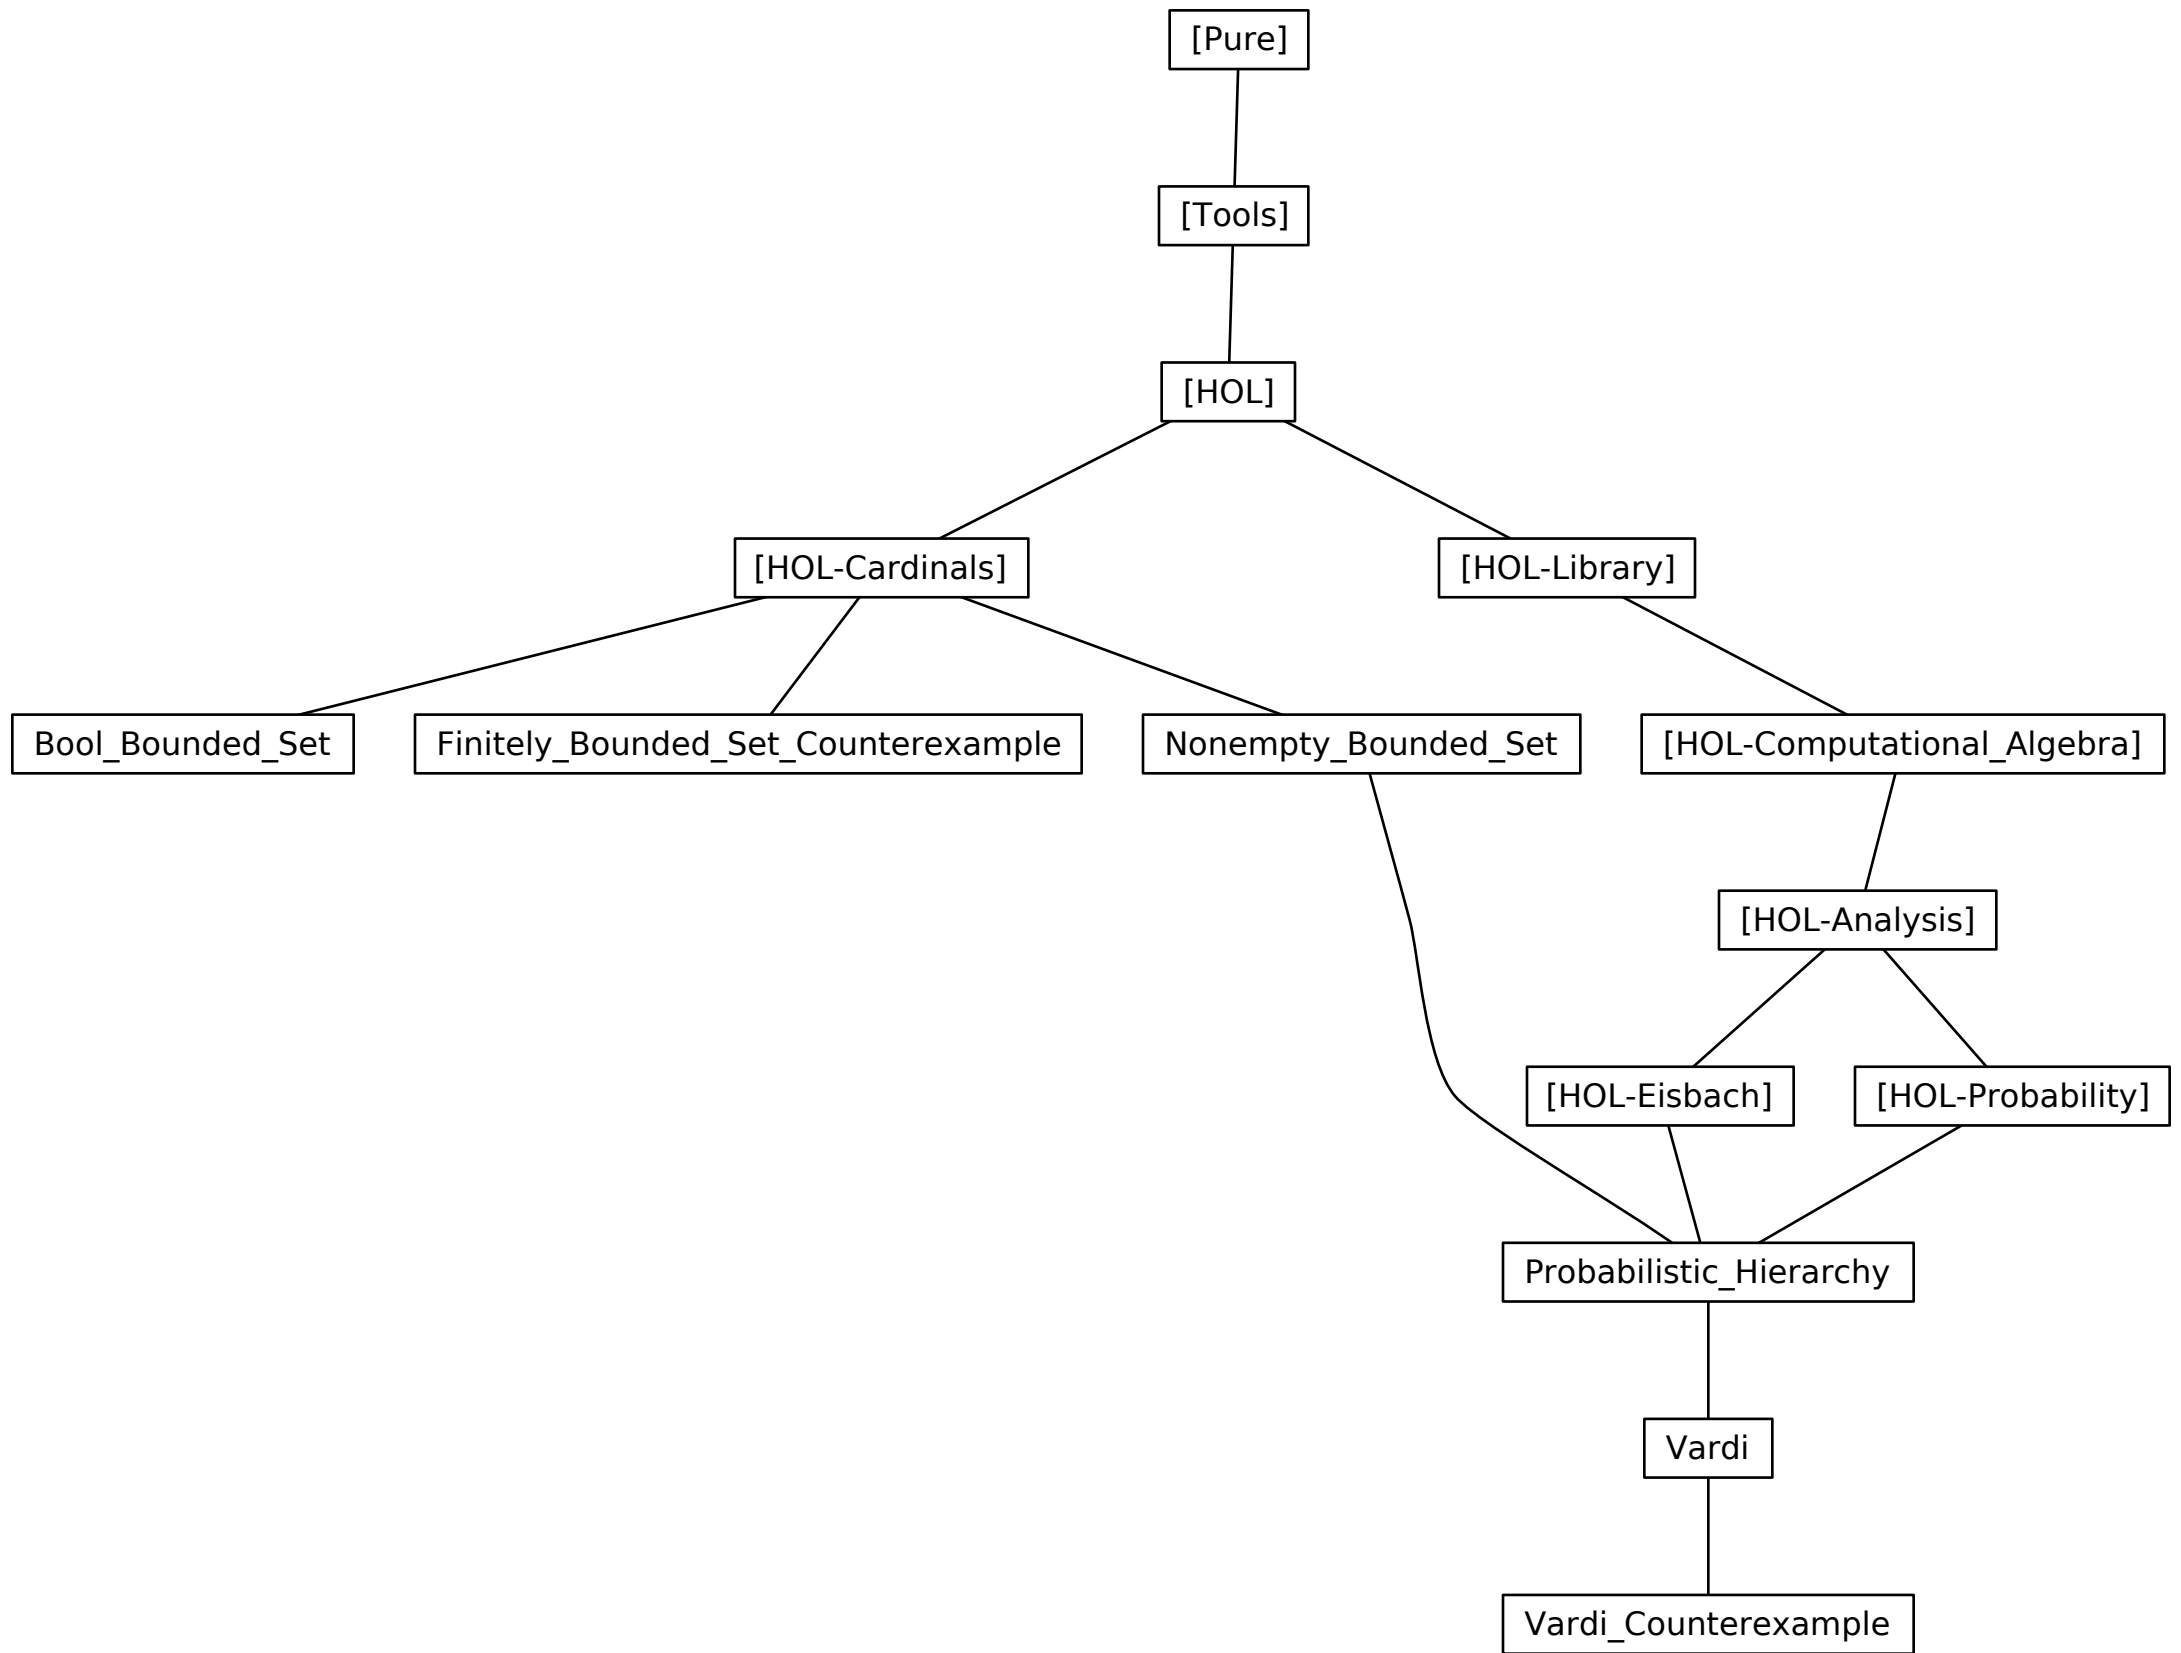 [Pure]
[Tools]
[HOL]
[HOL-Cardinals]
[HOL-Library]
Bool_Bounded_Set
Finitely_Bounded_Set_Counterexample
Nonempty_Bounded_Set
[HOL-Computational_Algebra]
[HOL-Analysis]
[HOL-Eisbach]
[HOL-Probability]
Probabilistic_Hierarchy
Vardi
Vardi_Counterexample